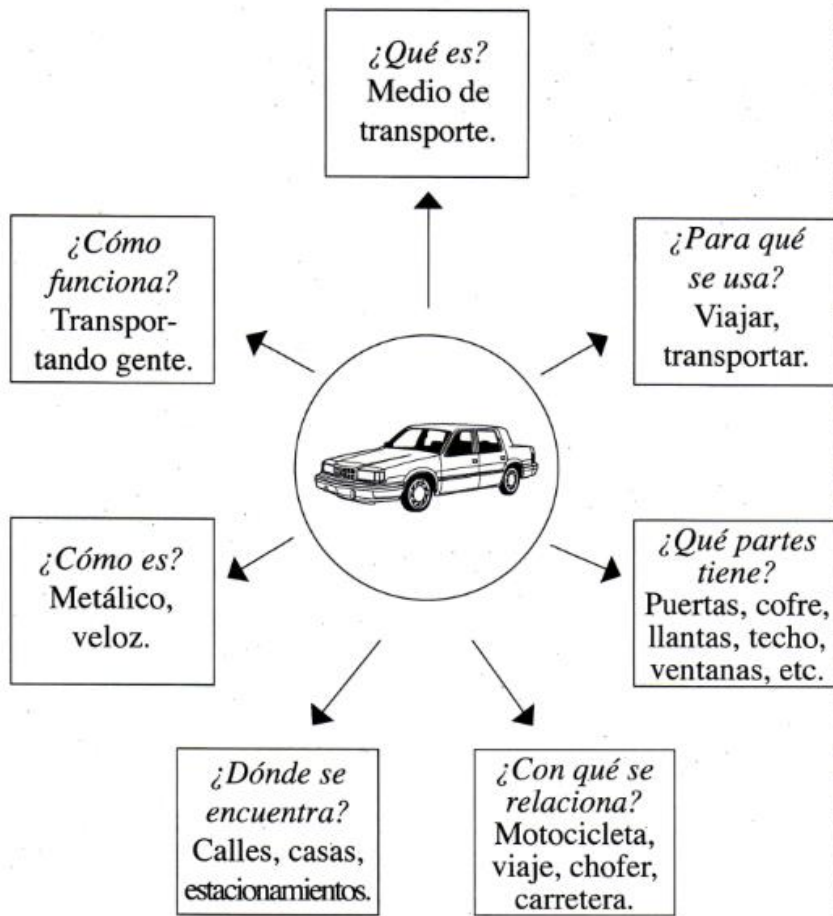 ¿Qué es?
Medio de
transporte.
¿Cómo
funciona?
Transpor-
tando gente.
¿Para qué
se usa?
Viajar,
transportar.
¿Cómo es?
Metálico,
veloz.
¿Qué partes
tiene?
Puertas, cofre,
llantas, techo,
ventanas, etc.
¿Dónde se
encuentra?
Calles, casas,
estacionamientos.
¿Con qué se
relaciona?
Motocicleta,
viaje, chofer,
carretera.